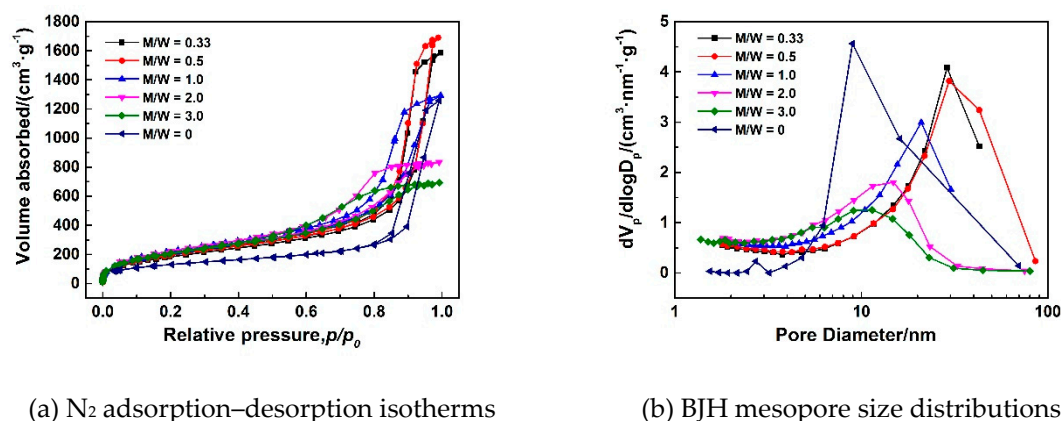 1800
1600
1400
1200
1000
800
600
400
200
0
Volume absorbed/(cm³·g⁻¹)
M/W = 0.33
M/W = 0.5
M/W = 1.0
M/W = 2.0
M/W = 3.0
M/W = 0
0.0 0.2 0.4 0.6 0.8 1.0
Relative pressure,p/p₀
(a) N₂ adsorption–desorption isotherms
5
4
3
2
1
0
dVₚ/dlogDₚ/(cm³·nm⁻¹·g⁻¹)
M/W = 0.33
M/W = 0.5
M/W = 1.0
M/W = 2.0
M/W = 3.0
M/W = 0
1 10 100
Pore Diameter/nm
(b) BJH mesopore size distributions